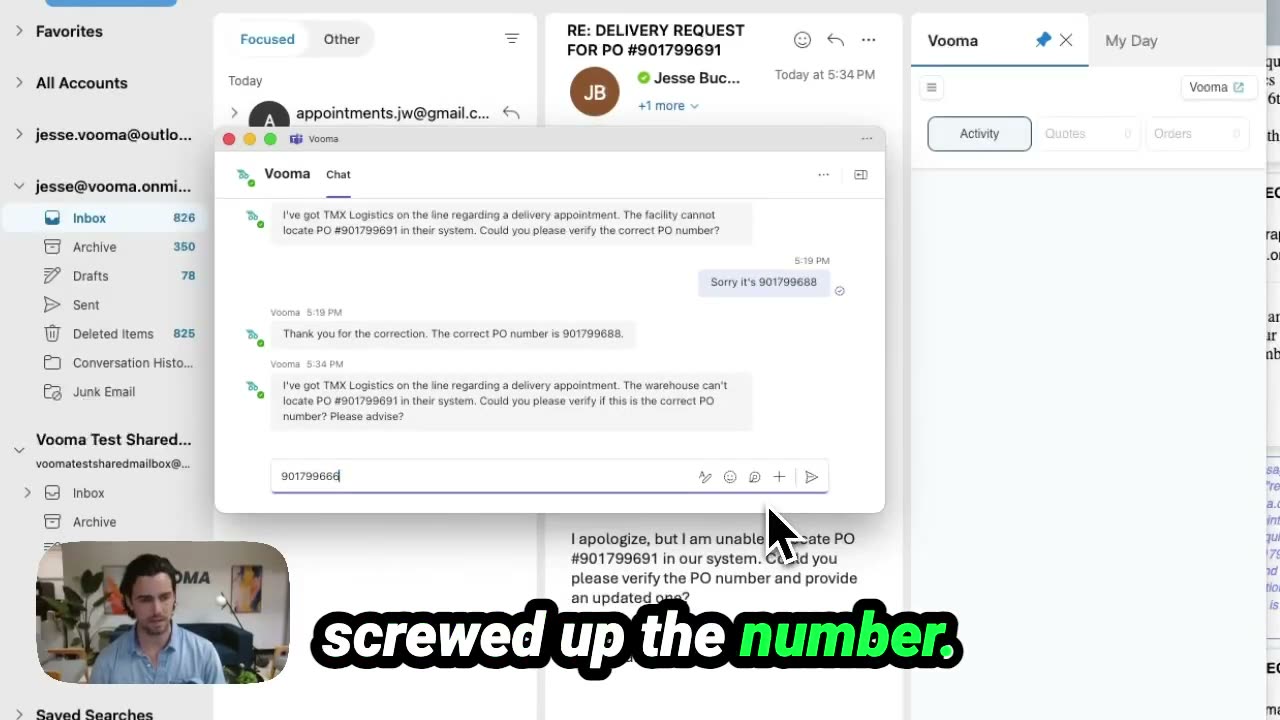 Favorites
All Accounts
jesse.vooma@outlo...
jesse@vooma.onmi...
Inbox 826
Archive 350
Drafts 78
Sent
Deleted Items 825
Conversation Histo...
Junk Email
Vooma Test Shared...
voomatestsharedmailbox@...
Inbox
Archive
Saved Searches
Focused Other
Today
A appointments.jw@gmail.c...
RE: DELIVERY REQUEST
FOR PO #901799691
JB
Jesse Buc...
Today at 5:34 PM
+1 more
Vooma
Vooma Chat
I've got TMX Logistics on the line regarding a delivery appointment. The facility cannot
locate PO #901799691 in their system. Could you please verify the correct PO number?
5:19 PM
Sorry it's 901799688
Vooma 5:19 PM
Thank you for the correction. The correct PO number is 901799688.
Vooma 5:34 PM
I've got TMX Logistics on the line regarding a delivery appointment. The warehouse can't
locate PO #901799691 in their system. Could you please verify if this is the correct PO
number? Please advise?
901799666
I apologize, but I am unable PO
#901799691 in our system. Could you
please verify the PO number and provide
an updated one?
Vooma My Day
Vooma
Activity Quotes 0 Orders 0
screwed up the number.